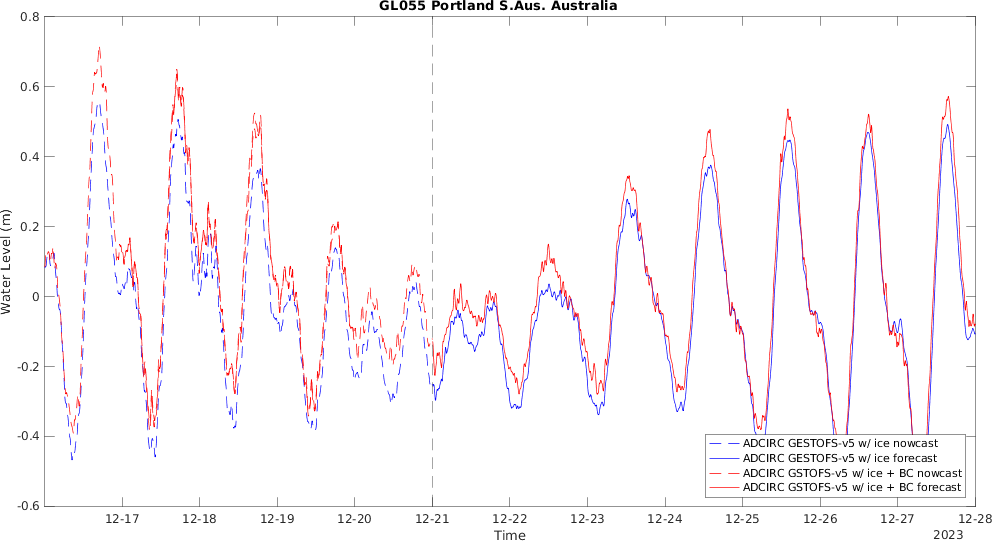 GL055 Portland S.Aus. Australia
0.8
0.6
0.4
0.2
0
-0.2
-0.4
-0.6
Water Level (m)
ADCIRC GESTOFS-v5 w/ ice nowcast
ADCIRC GESTOFS-v5 w/ ice forecast
ADCIRC GSTOFS-v5 w/ ice + BC nowcast
ADCIRC GSTOFS-v5 w/ ice + BC forecast
12-17 12-18 12-19 12-20 12-21 12-22 12-23 12-24 12-25 12-26 12-27 12-28
Time
2023